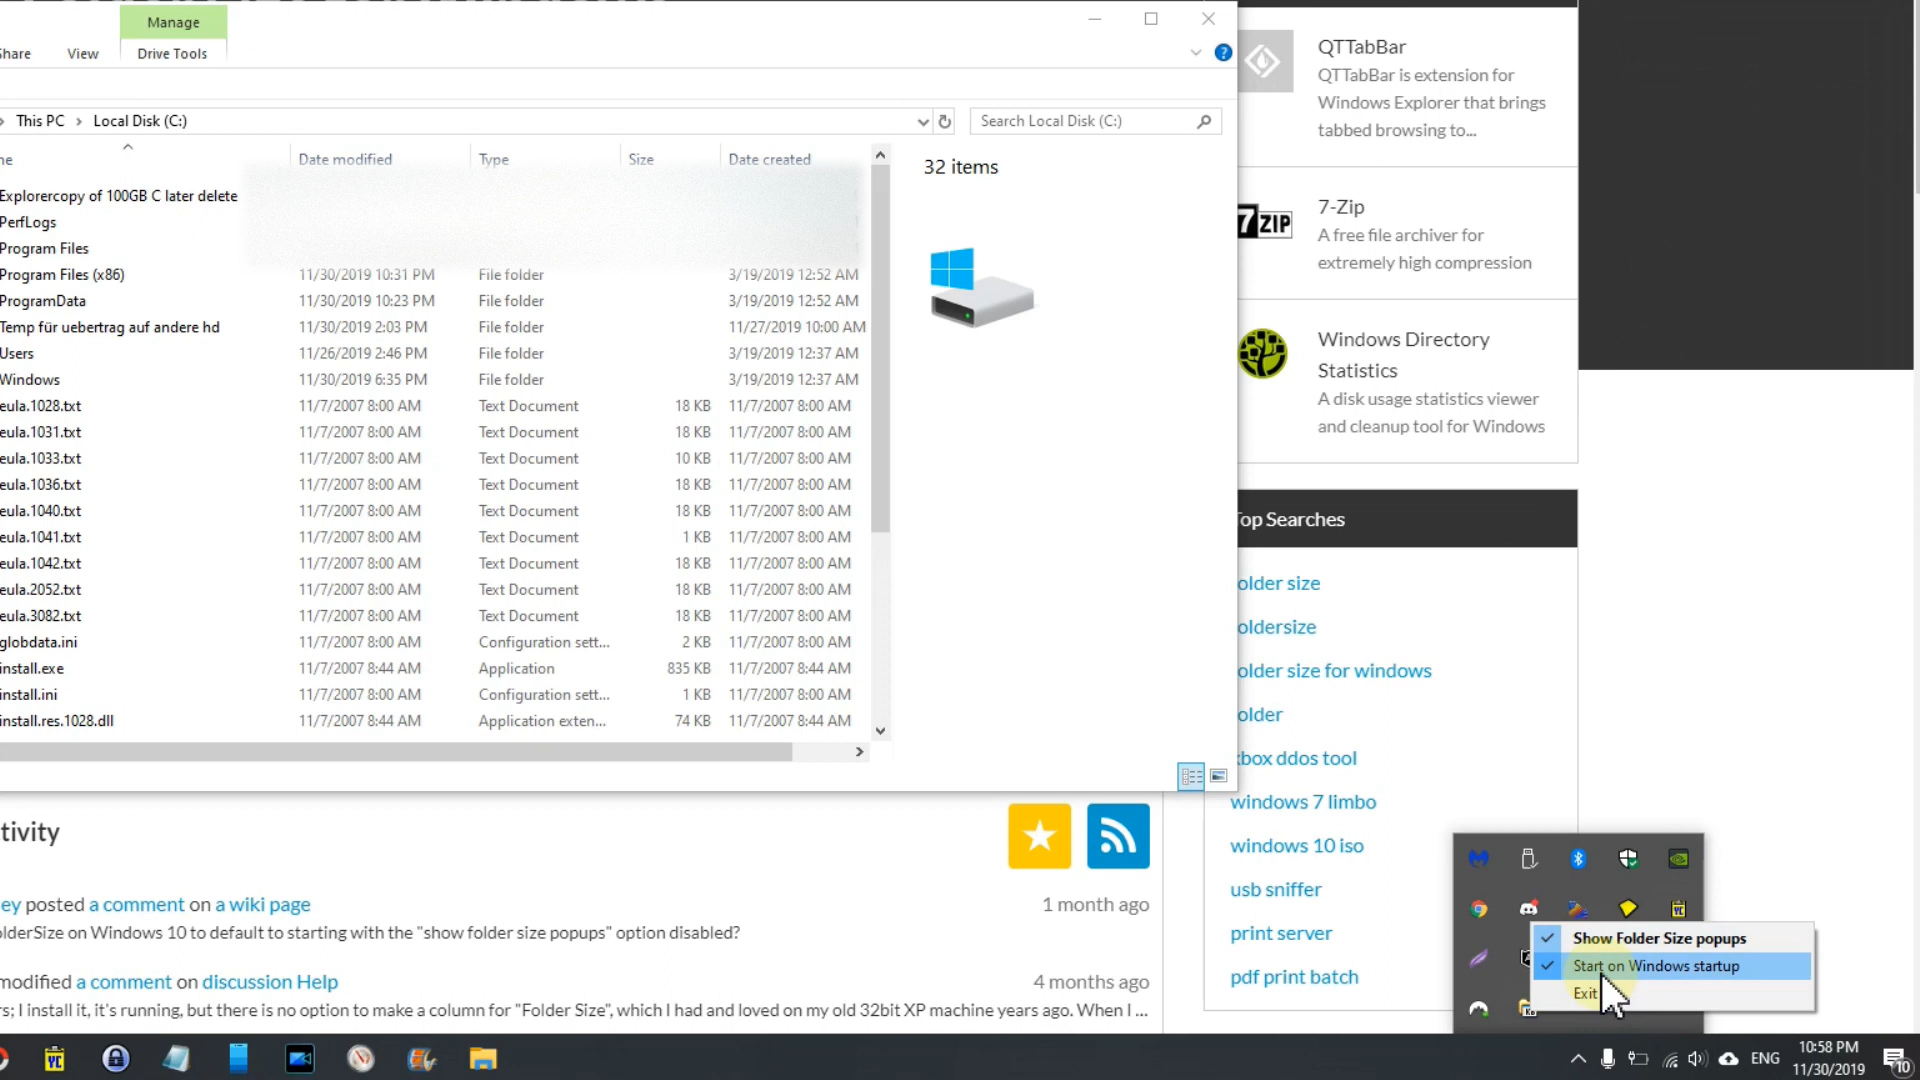 Manage
Share
View
Drive Tools
This PC > Local Disk (C:)
Search Local Disk (C:)
Date modified
Type
Size
Date created
Explorercopy of 100GB C later delete
PerfLogs
Program Files
Program Files (x86) 11/30/2019 10:31 PM File folder 3/19/2019 12:52 AM
ProgramData 11/30/2019 10:23 PM File folder 3/19/2019 12:52 AM
Temp für uebertrag auf andere hd 11/30/2019 2:03 PM File folder 11/27/2019 10:00 AM
Users 11/26/2019 2:46 PM File folder 3/19/2019 12:37 AM
Windows 11/30/2019 6:35 PM File folder 3/19/2019 12:37 AM
eula.1028.txt 11/7/2007 8:00 AM Text Document 18 KB 11/7/2007 8:00 AM
eula.1031.txt 11/7/2007 8:00 AM Text Document 18 KB 11/7/2007 8:00 AM
eula.1033.txt 11/7/2007 8:00 AM Text Document 10 KB 11/7/2007 8:00 AM
eula.1036.txt 11/7/2007 8:00 AM Text Document 18 KB 11/7/2007 8:00 AM
eula.1040.txt 11/7/2007 8:00 AM Text Document 18 KB 11/7/2007 8:00 AM
eula.1041.txt 11/7/2007 8:00 AM Text Document 1 KB 11/7/2007 8:00 AM
eula.1042.txt 11/7/2007 8:00 AM Text Document 18 KB 11/7/2007 8:00 AM
eula.2052.txt 11/7/2007 8:00 AM Text Document 18 KB 11/7/2007 8:00 AM
eula.3082.txt 11/7/2007 8:00 AM Text Document 18 KB 11/7/2007 8:00 AM
globdata.ini 11/7/2007 8:00 AM Configuration sett... 2 KB 11/7/2007 8:00 AM
install.exe 11/7/2007 8:44 AM Application 835 KB 11/7/2007 8:44 AM
install.ini 11/7/2007 8:00 AM Configuration sett... 1 KB 11/7/2007 8:00 AM
install.res.1028.dll 11/7/2007 8:44 AM Application exten... 74 KB 11/7/2007 8:44 AM
32 items
QTTabBar
QTTabBar is extension for
Windows Explorer that brings
tabbed browsing to...
7ZIP
7-Zip
A free file archiver for
extremely high compression
Windows Directory
Statistics
A disk usage statistics viewer
and cleanup tool for Windows
Top Searches
older size
oldersize
older size for windows
older
xbox ddos tool
windows 7 limbo
windows 10 iso
usb sniffer
print server
pdf print batch
tivity
ey posted a comment on a wiki page
1 month ago
olderSize on Windows 10 to default to starting with the "show folder size popups" option disabled?
modified a comment on discussion Help
4 months ago
rs; I install it, it's running, but there is no option to make a column for "Folder Size", which I had and loved on my old 32bit XP machine years ago. When I ...
Show Folder Size popups
Start on Windows startup
Exit
ENG
10:58 PM
11/30/2019
10